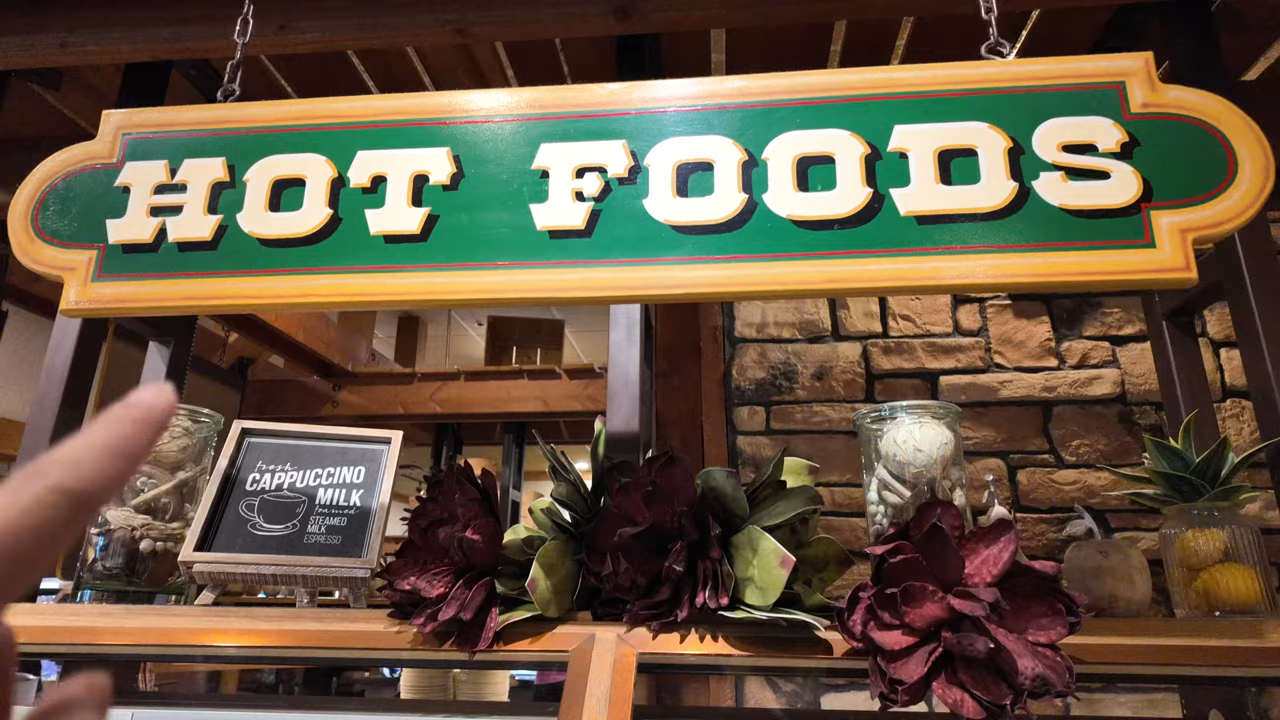 HOT FOODS
fresh
CAPPUCCINO
MILK
foamed
STEAMED
MILK
ESPRESSO